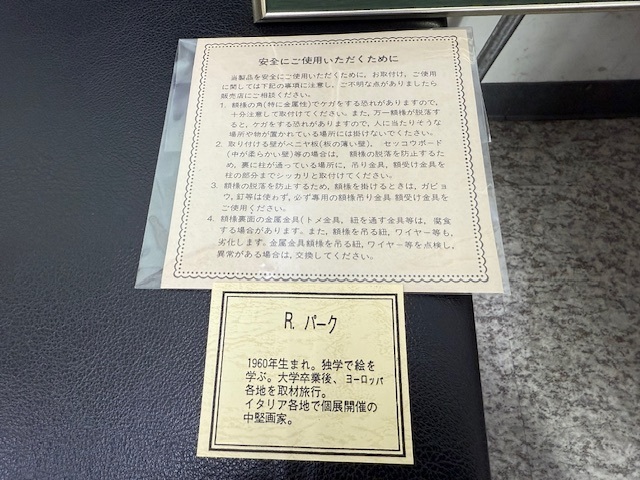 安全にご使用いただくために
当製品を安全にご使用いただくために、お取付け、ご使用
に関しては下記の事項に注意し、ご不明な点がありましたら
販売店にご相談ください。
1. 額椽の角(特に金属性)でケガをする恐れがありますので、
十分注意して取付けてください。また、万一額椽が脱落す
ると、ケガをする恐れがありますので、人に当たりそうな
場所や物が置かれている場所には掛けないでください。
2. 取り付ける壁がベニヤ板(板の薄い壁)、セッコウボード
(中が柔らかい壁)等の場合は、額椽の脱落を防止するた
め、裏に柱が通っている場所に、吊り金具、額受け金具を
柱の部分までシッカリと取付けてください。
3. 額椽の脱落を防止するため、額椽を掛けるときは、ガビョ
ウ、釘等は使わず、必ず専用の額椽吊り金具額受け金具を
ご使用ください。
4. 額椽裏面の金属金具(トメ金具、紐を通す金具等は、腐食
する場合があります。また、額椽を吊る紐、ワイヤー等も、
劣化します。金属金具額椽を吊る紐、ワイヤー等を点検し、
異常がある場合は、交換してください。
R. パーク
1960年生まれ。独学で絵を
学ぶ。大学卒業後、ヨーロッパ
各地を取材旅行。
イタリア各地で個展開催の
中堅画家。